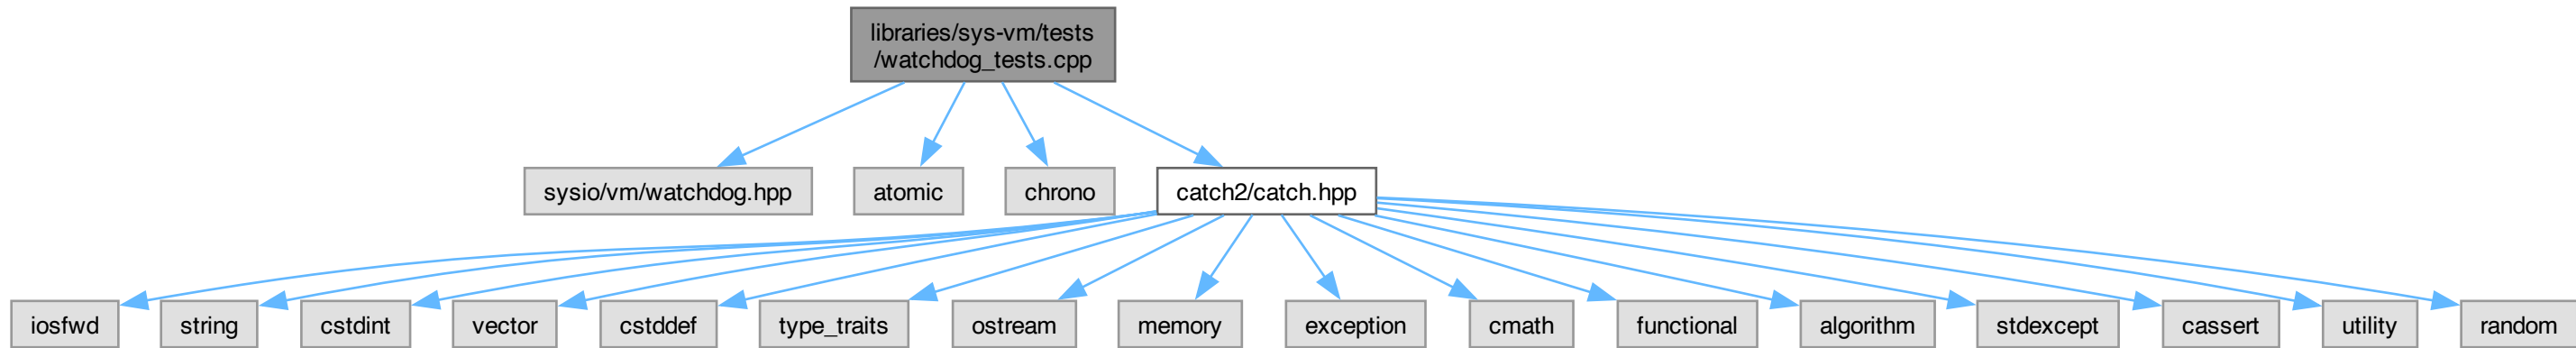 libraries/sys-vm/tests
/watchdog_tests.cpp
sysio/vm/watchdog.hpp
atomic
chrono
catch2/catch.hpp
iosfwd
string
cstdint
vector
cstddef
type_traits
ostream
memory
exception
cmath
functional
algorithm
stdexcept
cassert
utility
random